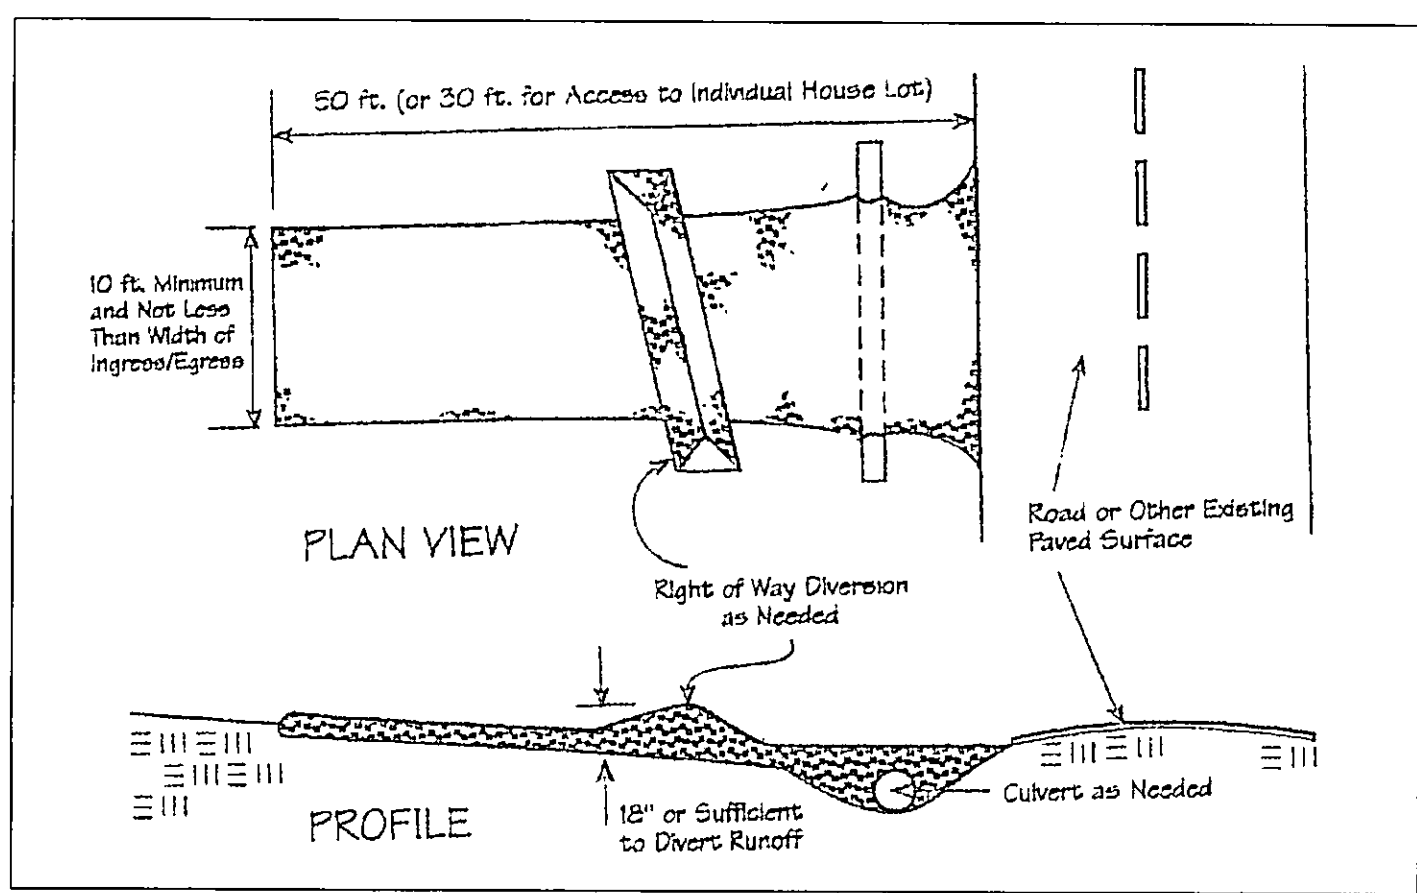 50 ft. (or 30 ft. for Access to Individual House Lot)
10 ft. Minimum
and Not Less
Than Width of
Ingress/Egress
PLAN VIEW
Road or Other Existing
Paved Surface
Right of Way Diversion
as Needed
Culvert as Needed
PROFILE
18" or Sufficient
to Divert Runoff